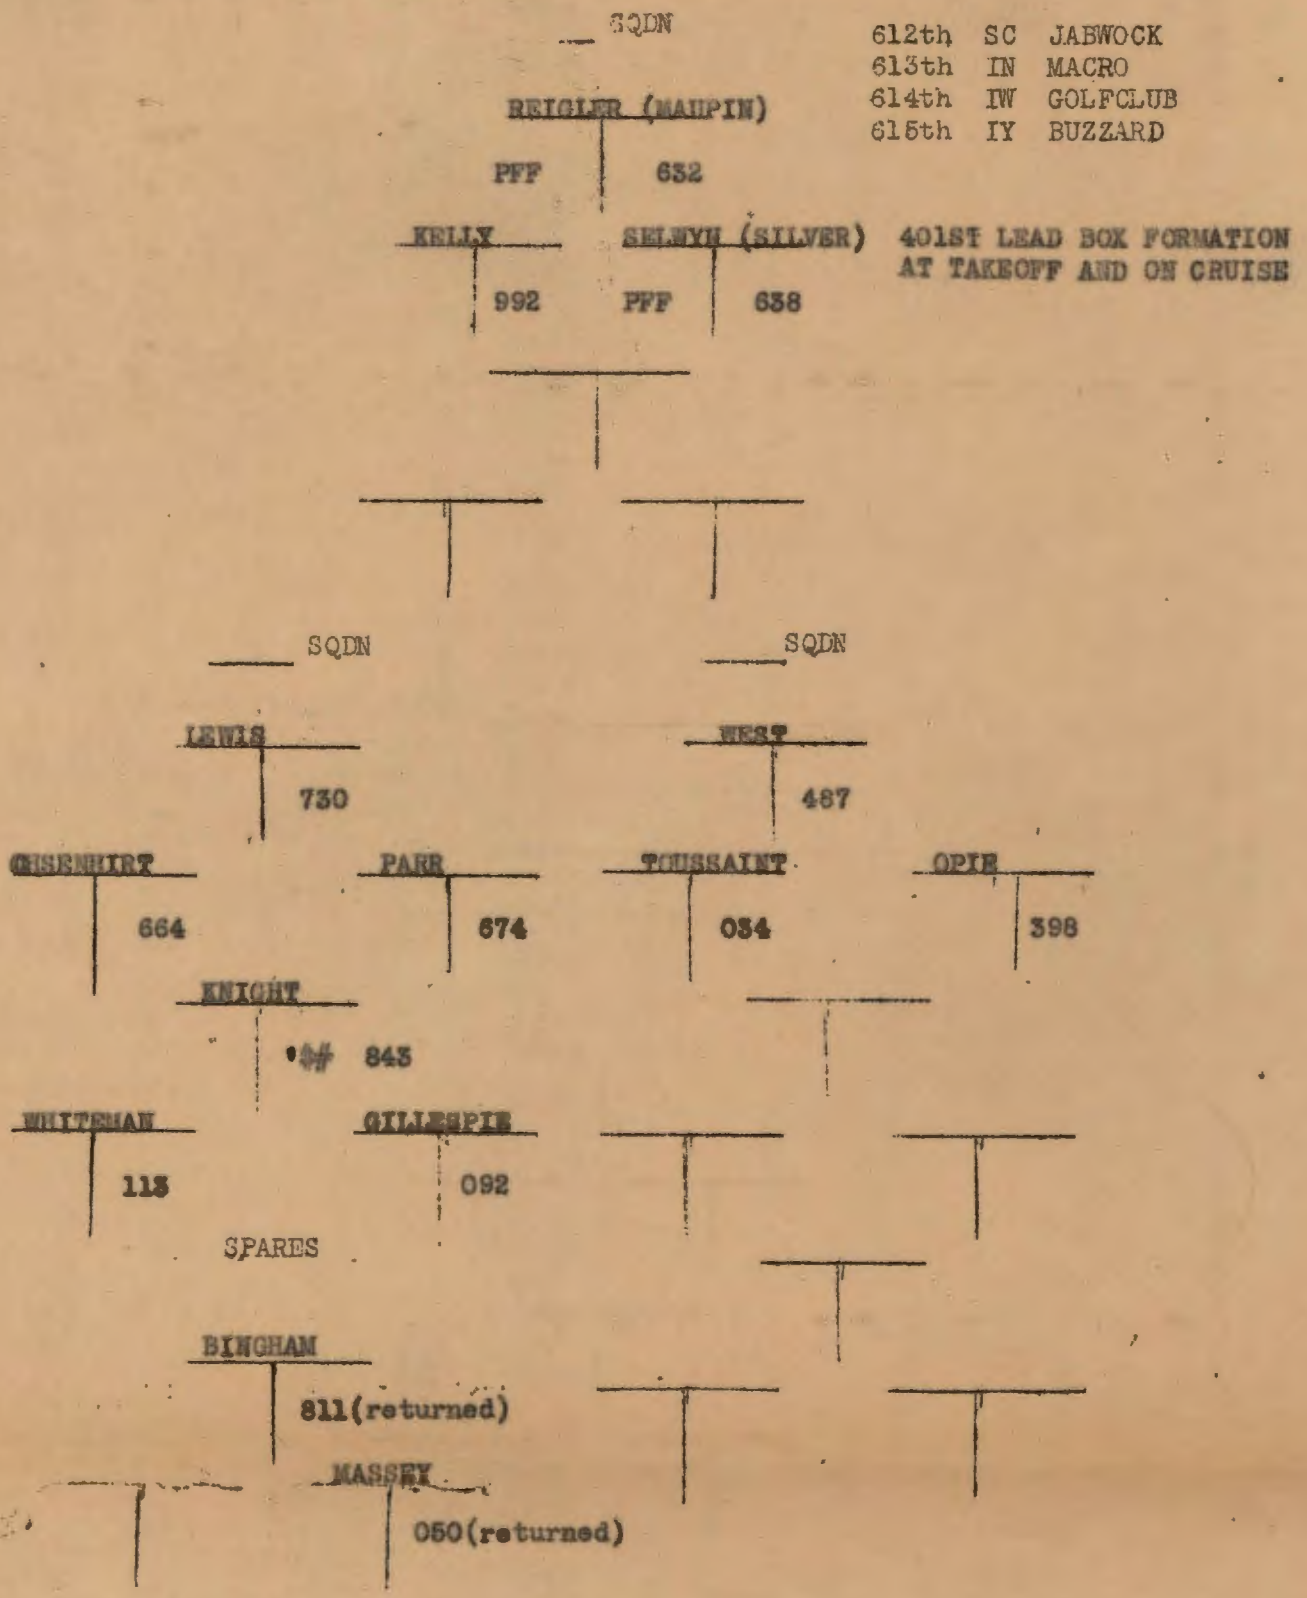 SQDN
612th SC JABWOCK
613th IN MACRO
614th IW GOLFCLUB
615th IY BUZZARD
REIGLER (MAUPIN)
PFF 632
KELLY SELWYN (SILVER) 401ST LEAD BOX FORMATION
AT TAKEOFF AND ON CRUISE
992 PFF 638
SQDN SQDN
LEWIS WEST
730 487
OHSENHIRT PARR TOUSSAINT OPIE
664 674 034 398
KNIGHT
843
WHITEMAN GILLESPIE
113 092
SPARES
BINGHAM
811(returned)
MASSEY
050(returned)